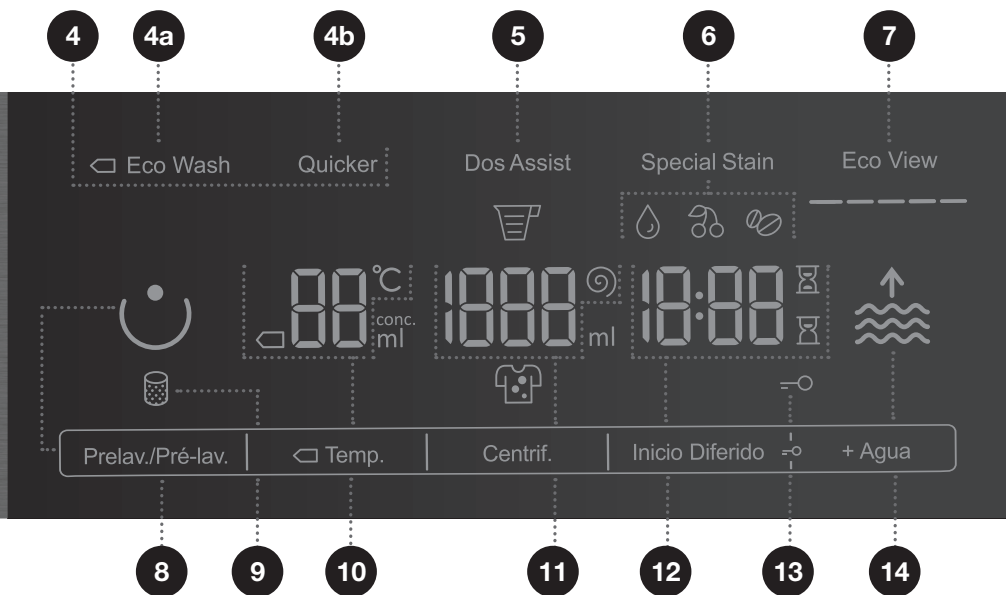 4 4a 4b 5 6 7
Eco Wash Quicker Dos Assist Special Stain Eco View
88 °C 1888 18:88
conc.
ml ml
Prelav./Pré-lav. Temp. Centrif. Inicio Diferido + Agua
8 9 10 11 12 13 14